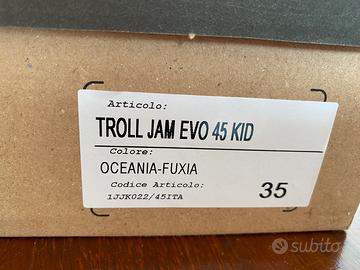 Articolo:
TROLL JAM EVO 45 KID
Colore:
OCEANIA-FUXIA
Codice Articolo:
1JJK022/45ITA
35
subito